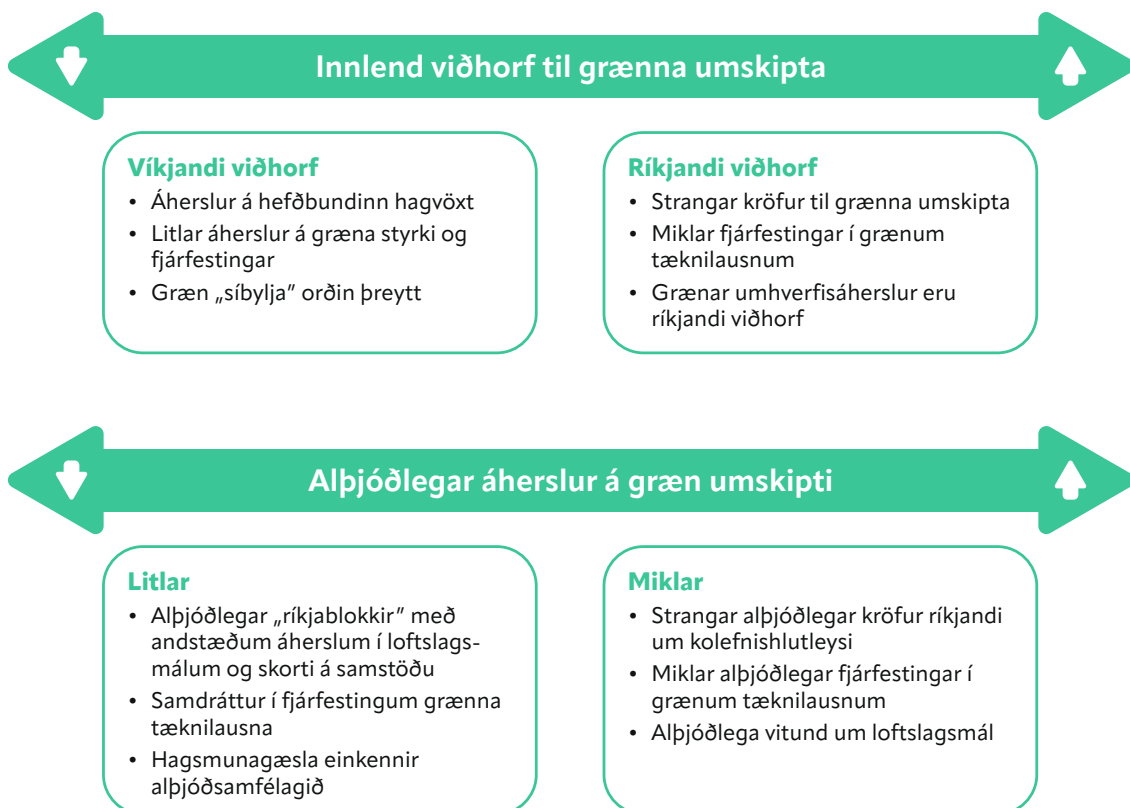 Innlend viðhorf til grænna umskipta
Víkjandi viðhorf
• Áherslur á hefðbundinn hagvöxt
• Litlar áherslur á græna styrki og
fjárfestingar
• Græn „síbylja” orðin þreytt
Ríkjandi viðhorf
• Strangar kröfur til grænna umskipta
• Miklar fjárfestingar í grænum
tæknilausnum
• Grænar umhverfisáherslur eru
ríkjandi viðhorf
Alþjóðlegar áherslur á græn umskipti
Litlar
• Alþjóðlegar „ríkjablokkir” með
andstæðum áherslum í loftslags-
málum og skorti á samstöðu
• Samdráttur í fjárfestingum grænna
tæknilausna
• Hagsmunagæsla einkennir
alþjóðsamfélagið
Miklar
• Strangar alþjóðlegar kröfur ríkjandi
um kolefnishlutleysi
• Miklar alþjóðlegar fjárfestingar í
grænum tæknilausnum
• Alþjóðlega vitund um loftslagsmál